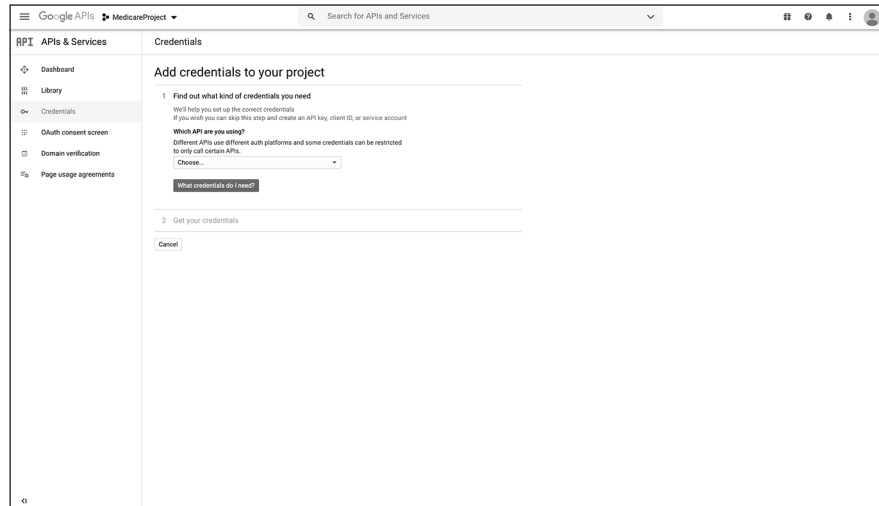 Google APIs MedicareProject Search for APIs and Services
API APIs & Services Credentials
Dashboard
Library
Credentials
OAuth consent screen
Domain verification
Page usage agreements
Add credentials to your project
1 Find out what kind of credentials you need
We'll help you set up the correct credentials
If you wish you can skip this step and create an API key, client ID, or service account
Which API are you using?
Different APIs use different auth platforms and some credentials can be restricted
to only call certain APIs.
Choose...
What credentials do I need?
2 Get your credentials
Cancel